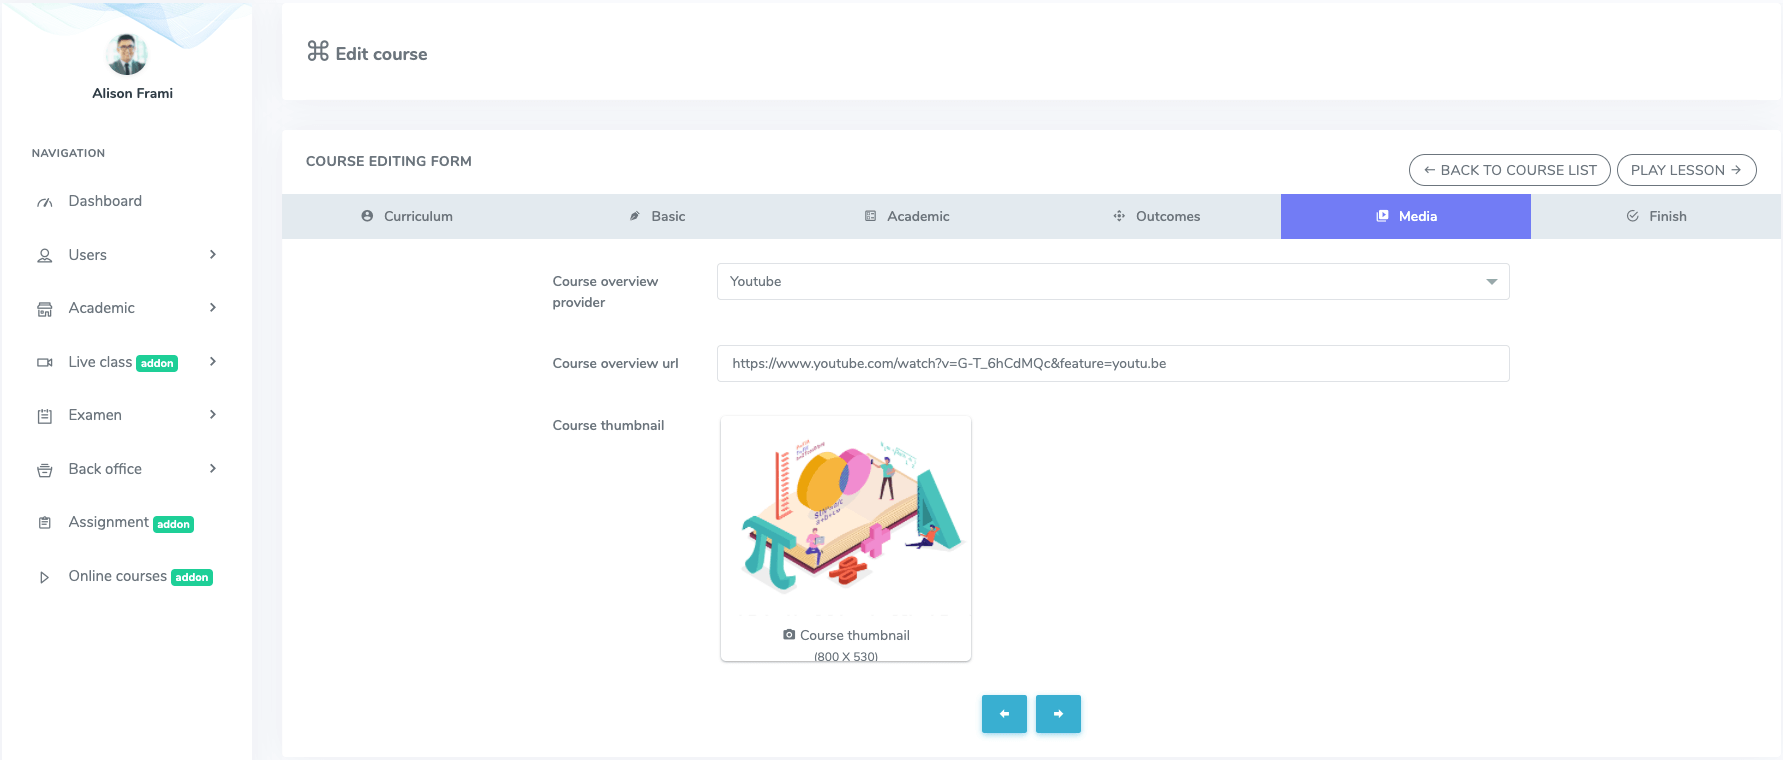 Alison Frami
NAVIGATION
Dashboard
Users
Academic
Live class addon
Examen
Back office
Assignment addon
Online courses addon
Edit course
COURSE EDITING FORM
BACK TO COURSE LIST
PLAY LESSON
Curriculum
Basic
Academic
Outcomes
Media
Finish
Course overview
provider
Youtube
Course overview url
https://www.youtube.com/watch?v=G-T_6hCdMQc&feature=youtu.be
Course thumbnail
Course thumbnail
(800 X 530)